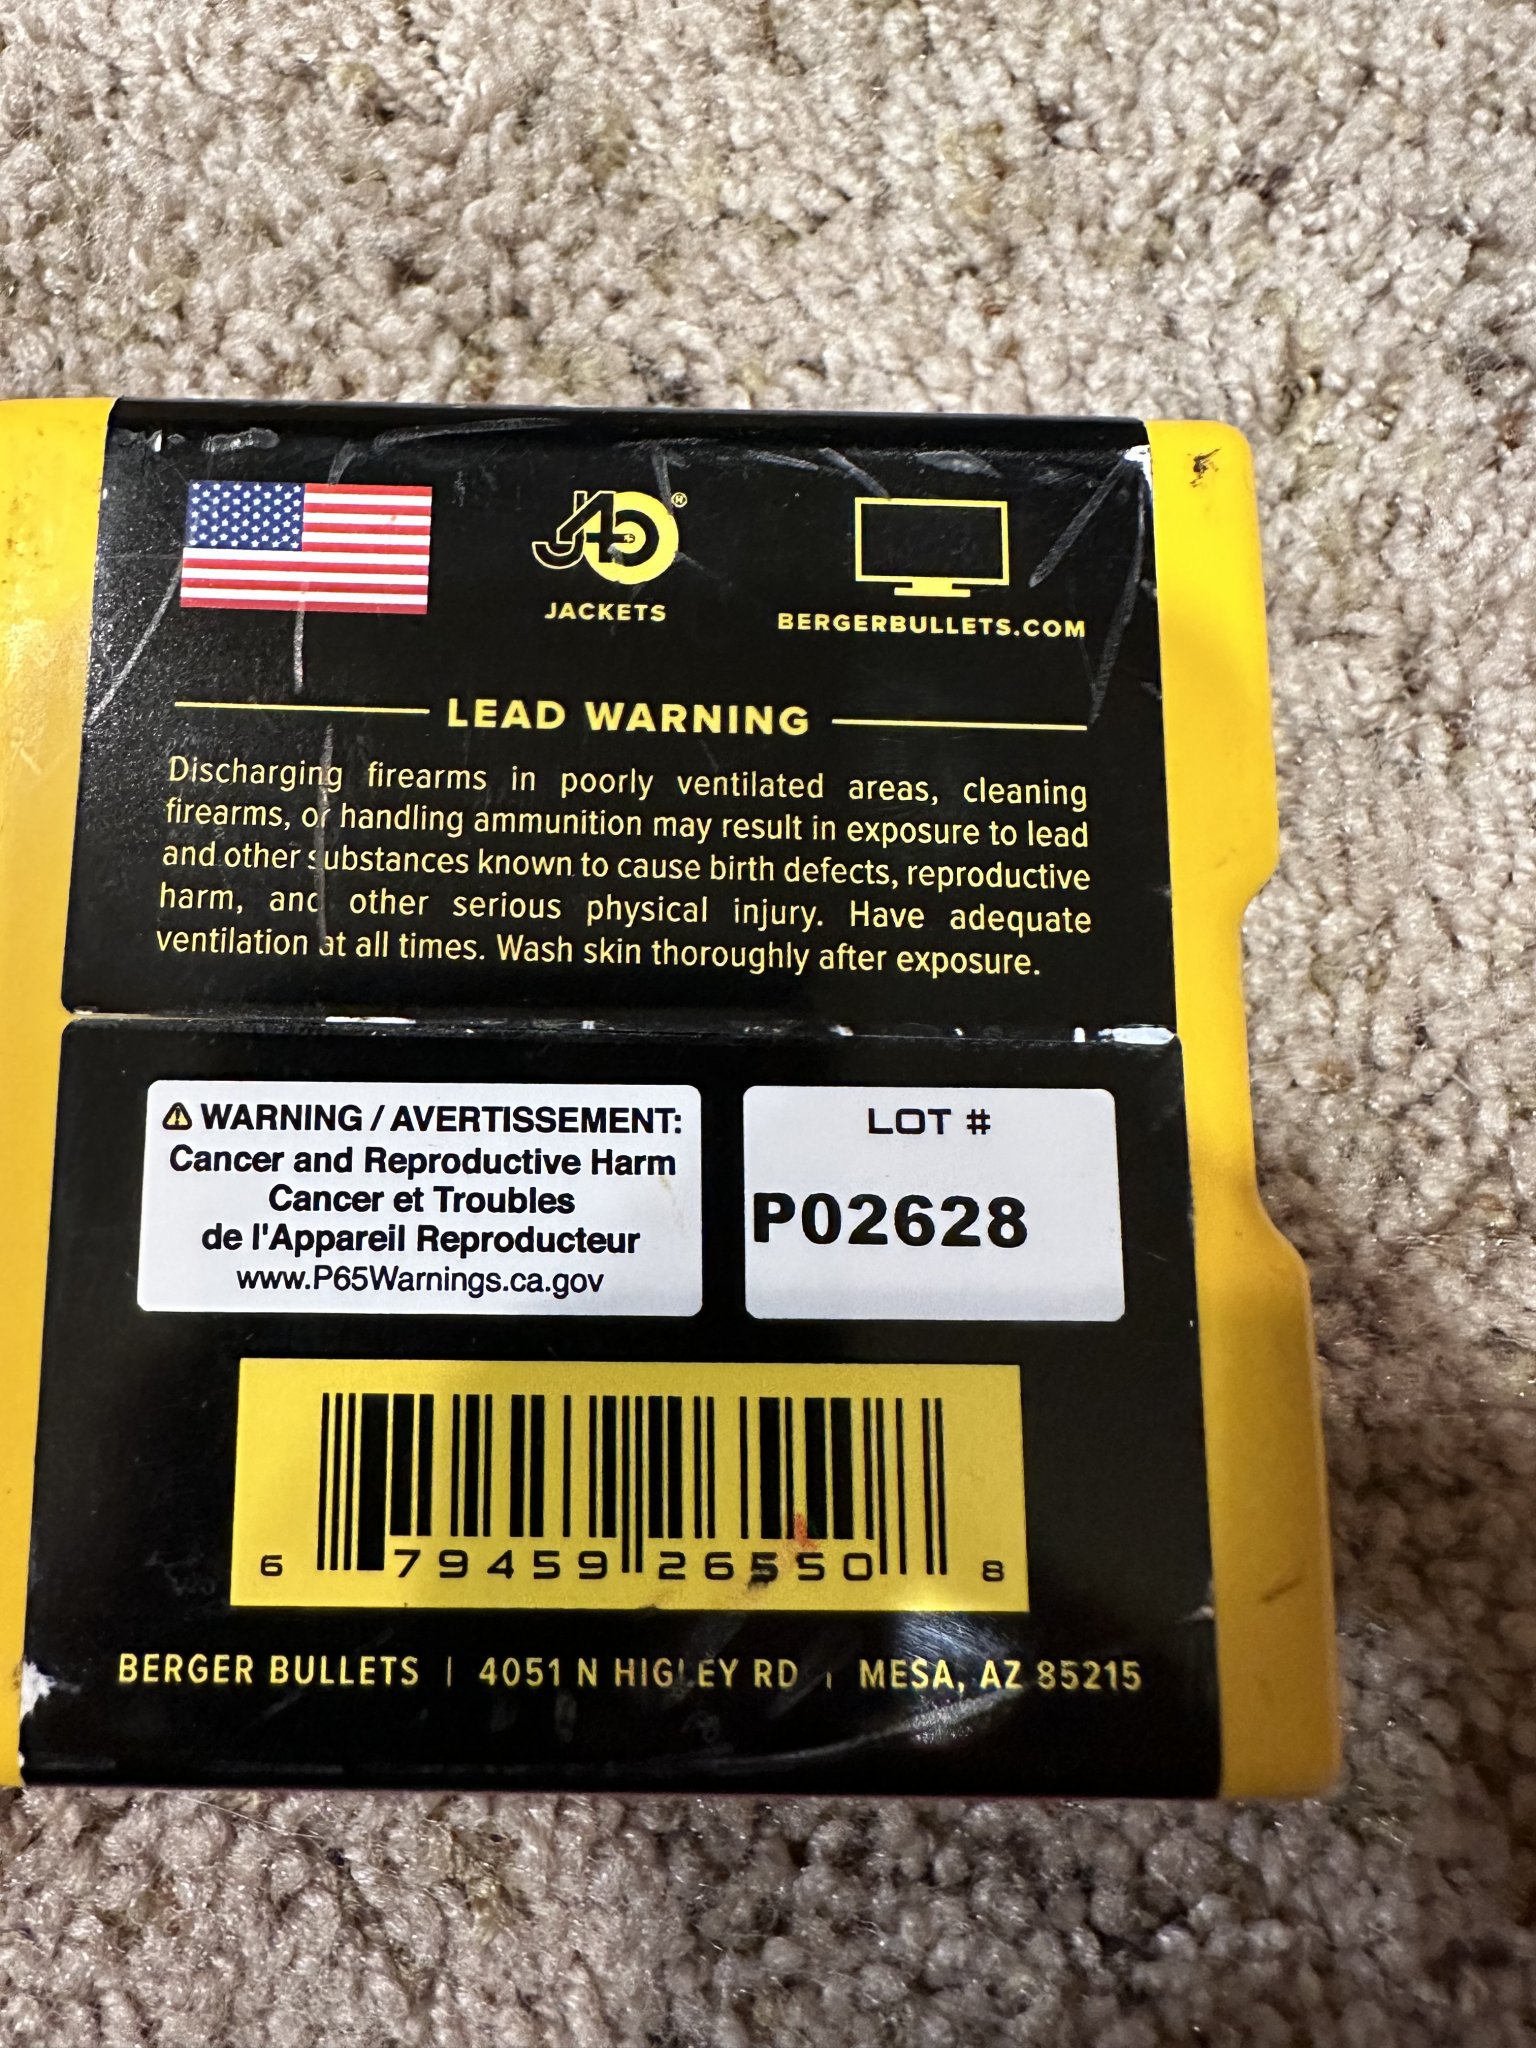 J4 ®
JACKETS
BERGERBULLETS.COM
LEAD WARNING
Discharging firearms in poorly ventilated areas, cleaning
firearms, or handling ammunition may result in exposure to lead
and other substances known to cause birth defects, reproductive
harm, and other serious physical injury. Have adequate
ventilation at all times. Wash skin thoroughly after exposure.
WARNING / AVERTISSEMENT:
Cancer and Reproductive Harm
Cancer et Troubles
de l'Appareil Reproducteur
www.P65Warnings.ca.gov
LOT #
P02628
6 79459 26550 8
BERGER BULLETS | 4051 N HIGLEY RD | MESA, AZ 85215